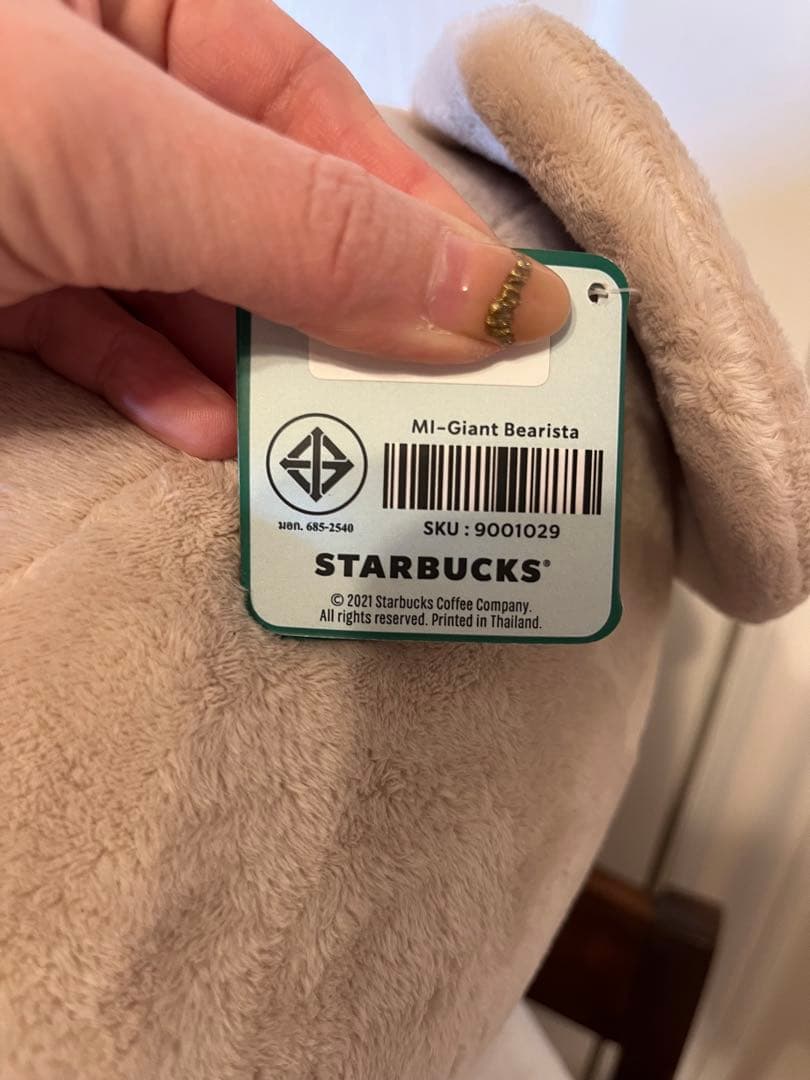 MI-Giant Bearista
มอก. 685-2540
SKU : 9001029
STARBUCKS®
© 2021 Starbucks Coffee Company.
All rights reserved. Printed in Thailand.